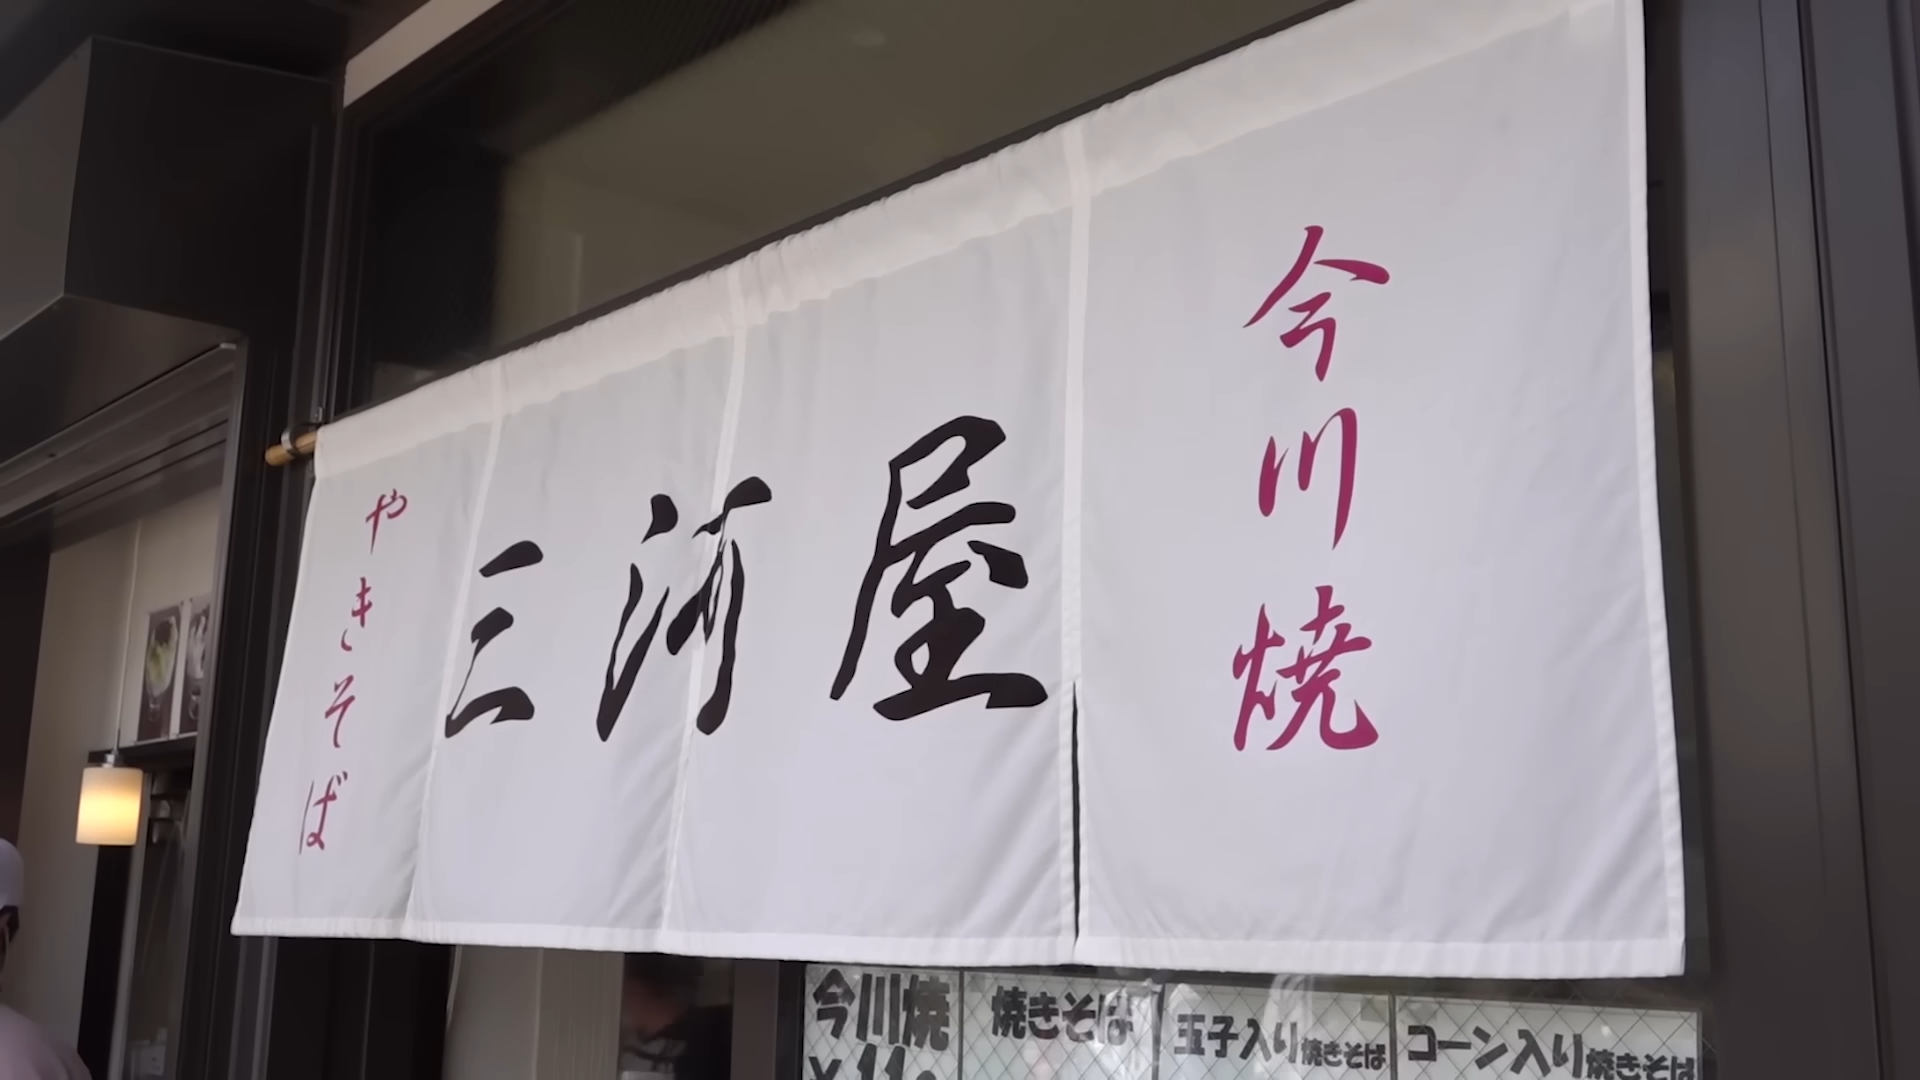 今川焼
三河屋
やきそば
今川焼
焼きそば
玉子入り焼きそば
コーン入り焼きそば